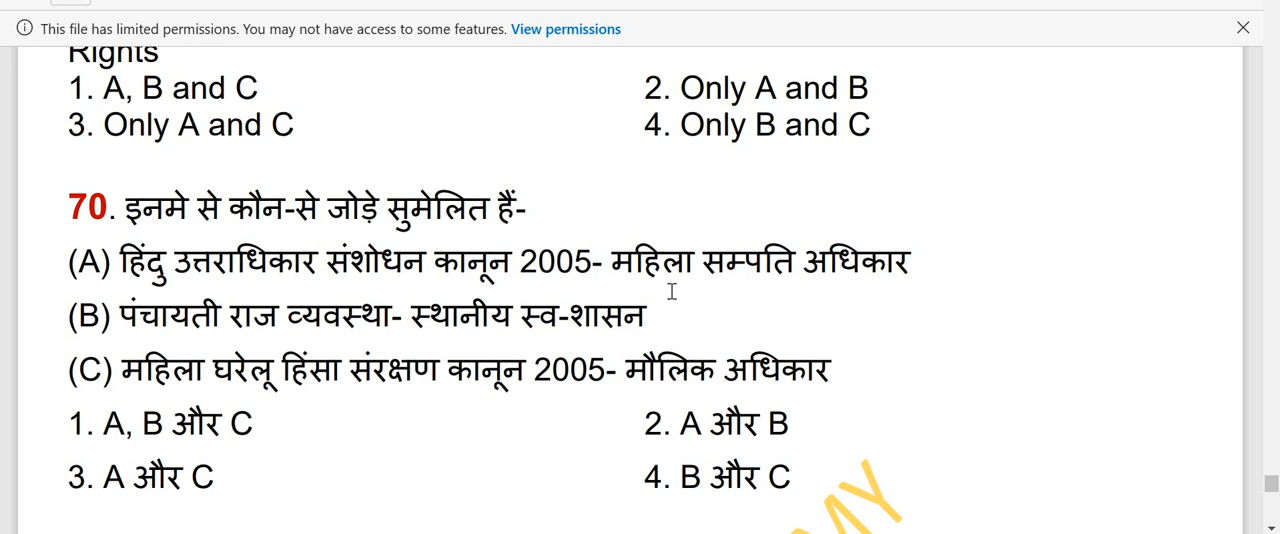 This file has limited permissions. You may not have access to some features. View permissions
Rights
1. A, B and C 2. Only A and B
3. Only A and C 4. Only B and C
70. इनमे से कौन-से जोड़े सुमेलित हैं-
(A) हिंदु उत्तराधिकार संशोधन कानून 2005- महिला सम्पति अधिकार
(B) पंचायती राज व्यवस्था- स्थानीय स्व-शासन
(C) महिला घरेलू हिंसा संरक्षण कानून 2005- मौलिक अधिकार
1. A, B और C 2. A और B
3. A और C 4. B और C
MY